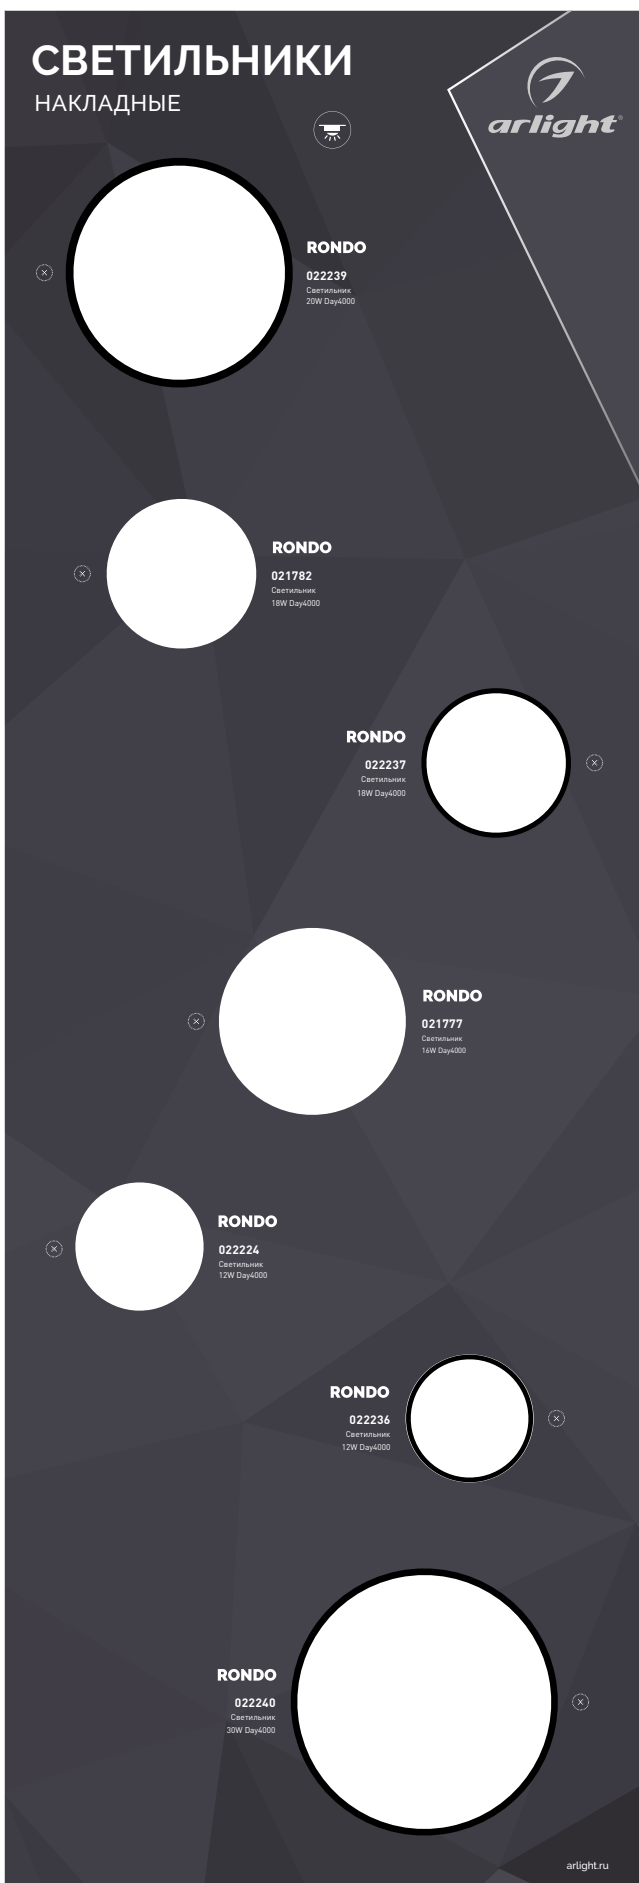 СВЕТИЛЬНИКИ
НАКЛАДНЫЕ
arlight®
RONDO
022239
Светильник
20W Day4000
RONDO
021782
Светильник
18W Day4000
RONDO
022237
Светильник
18W Day4000
RONDO
021777
Светильник
16W Day4000
RONDO
022224
Светильник
12W Day4000
RONDO
022236
Светильник
12W Day4000
RONDO
022240
Светильник
30W Day4000
arlight.ru